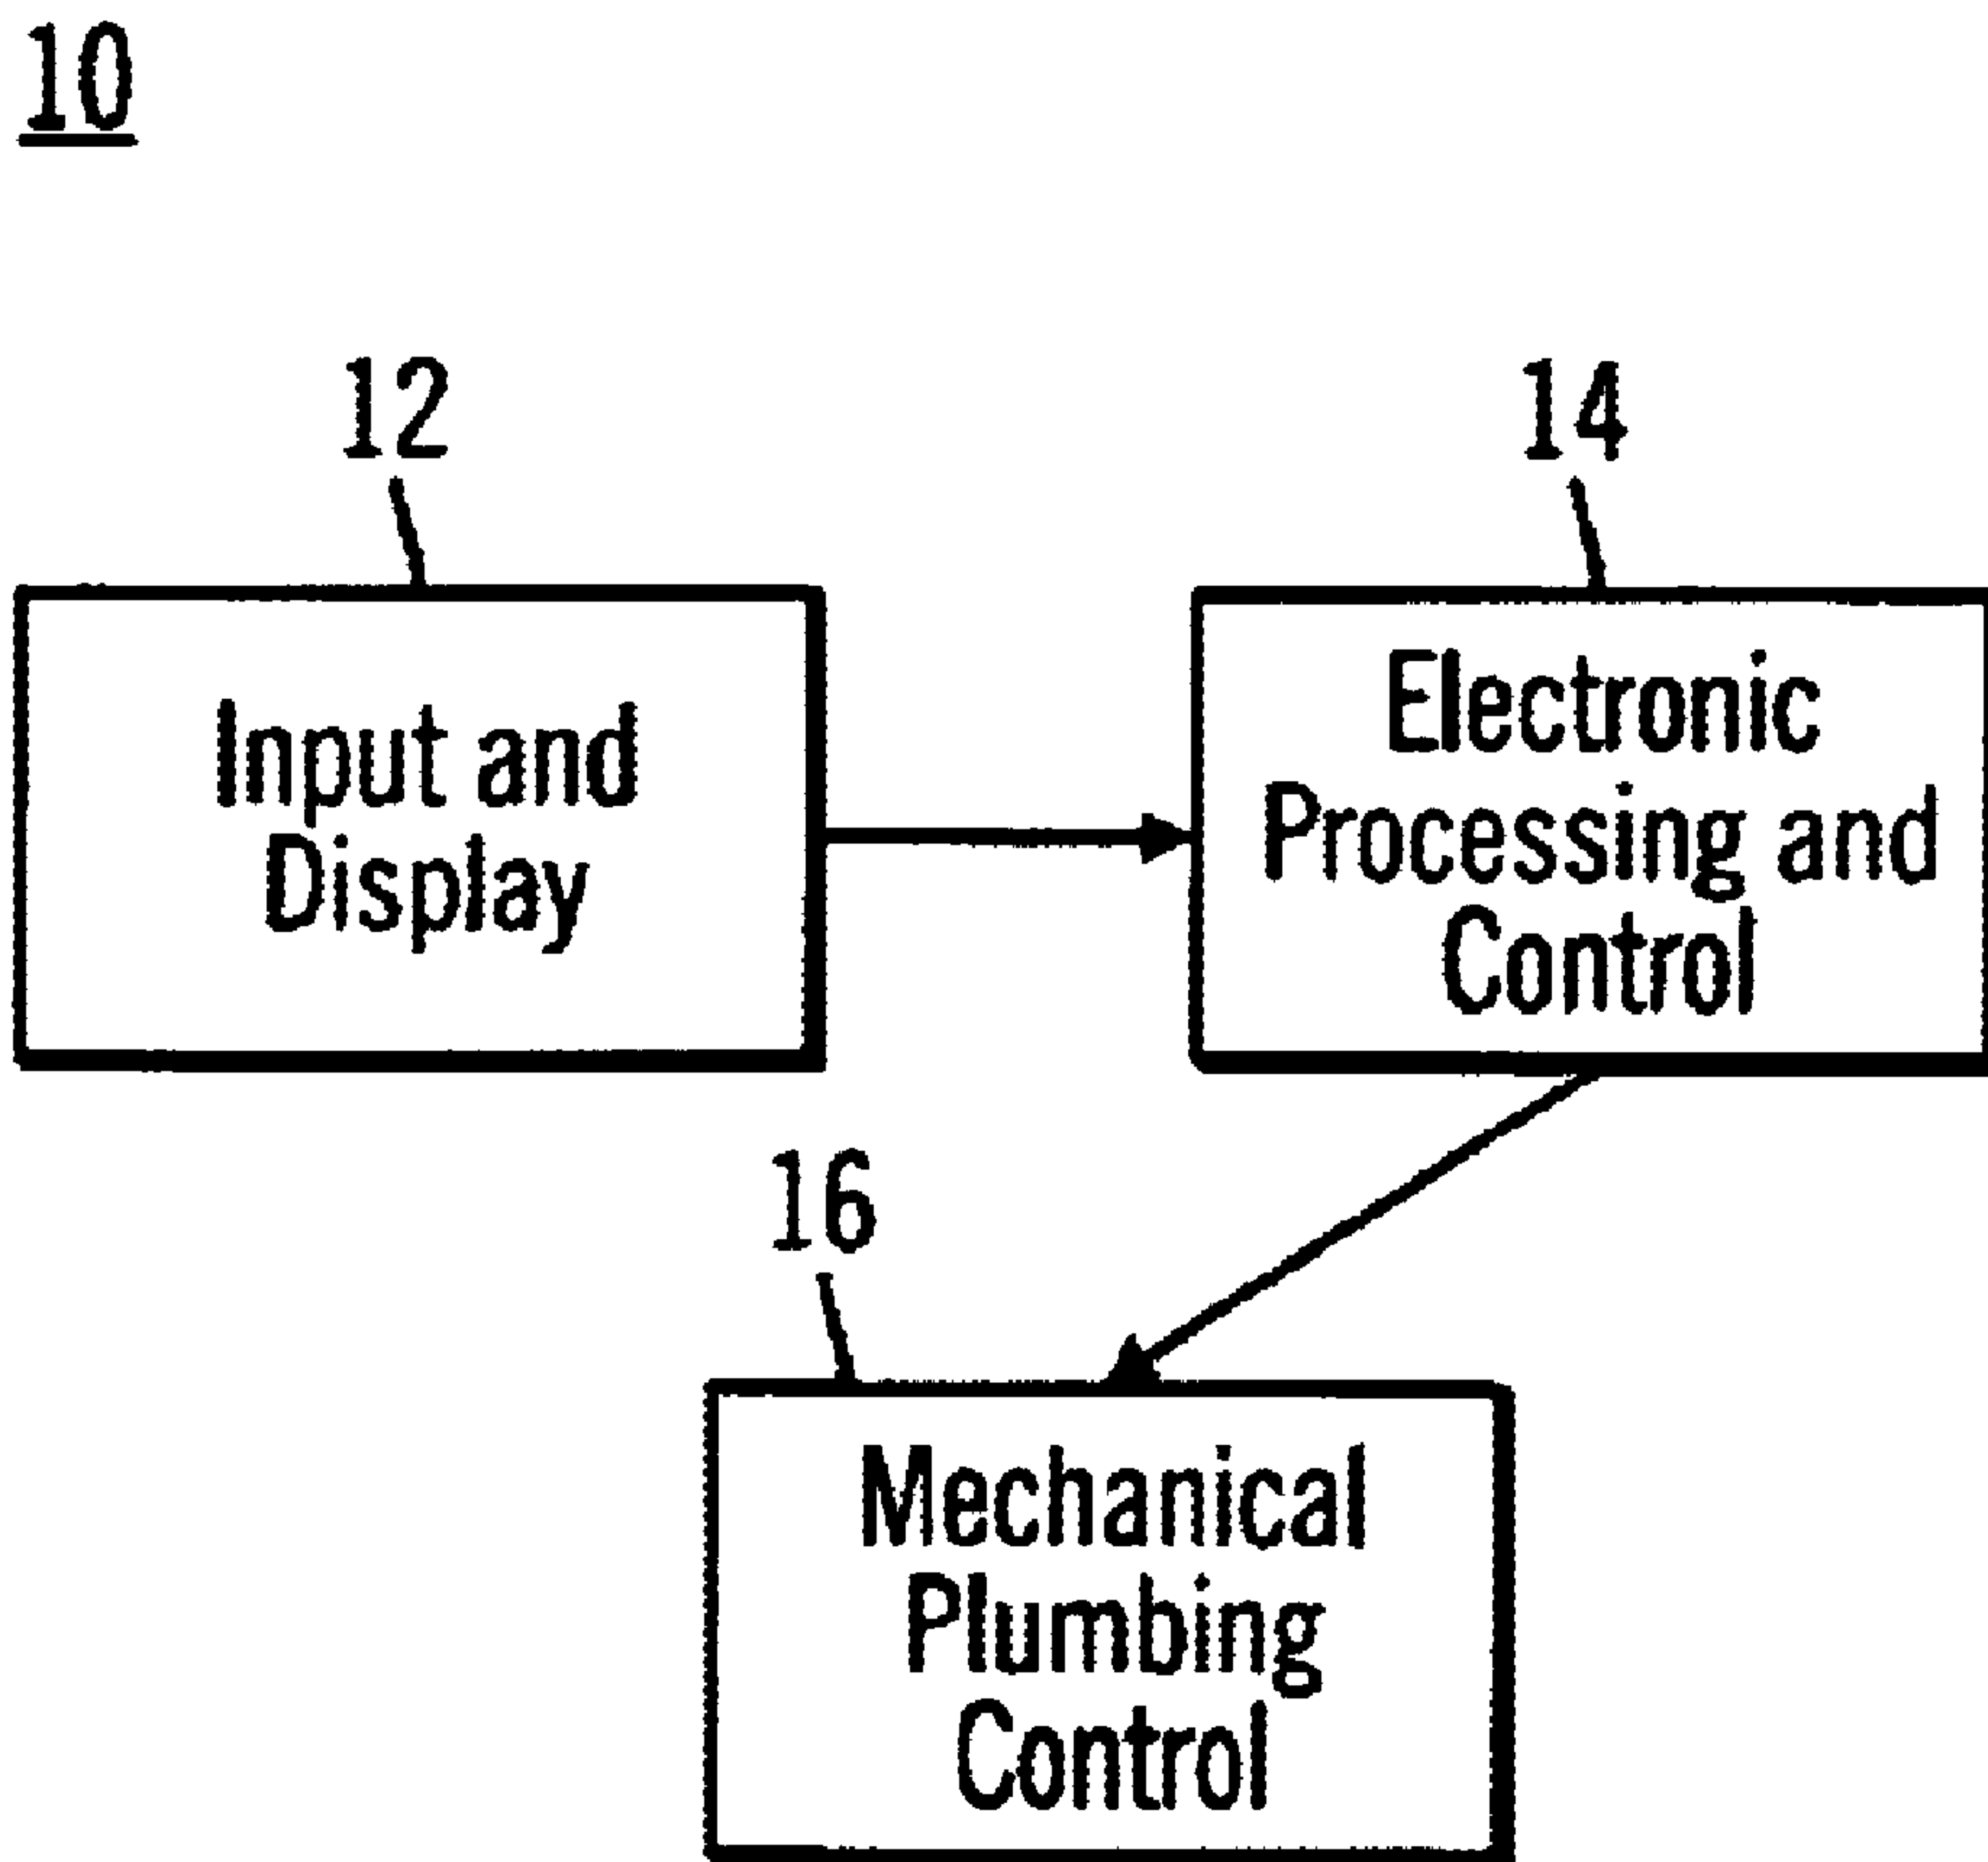 10
12
14
Input and
Display
Electronic
Processing and
Control
16
Mechanical
Plumbing
Control